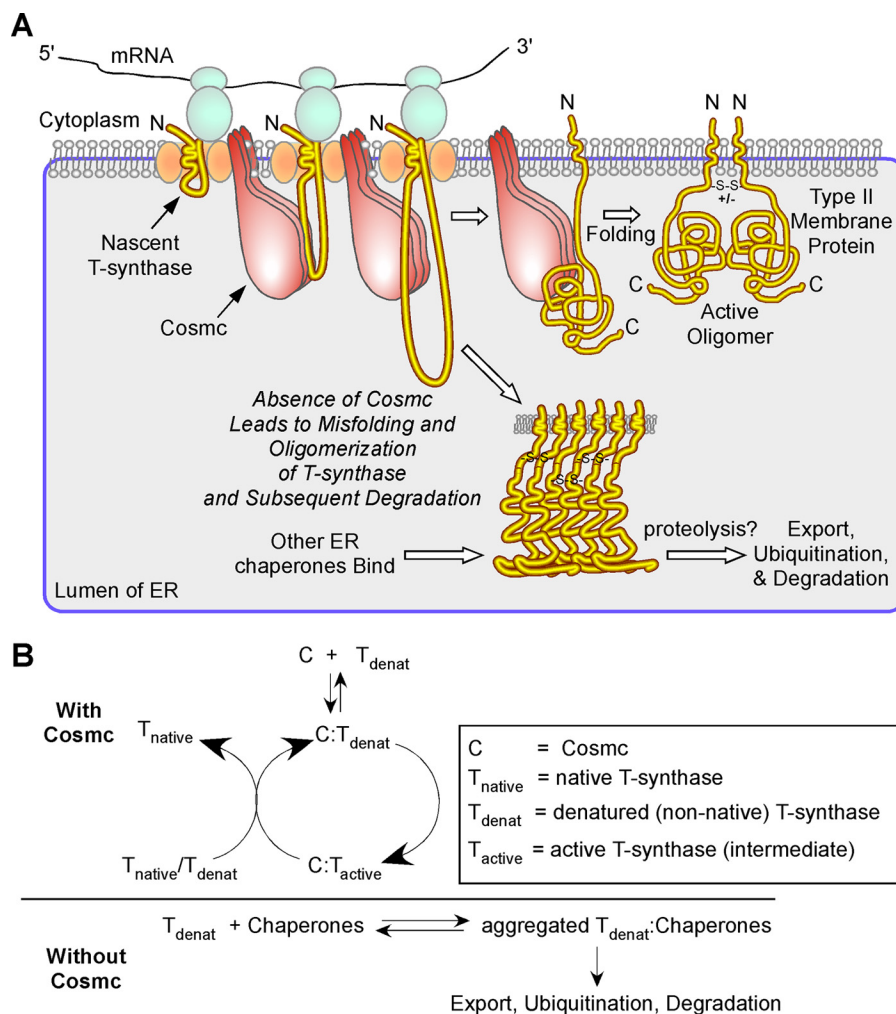 A
5'
mRNA
3'
Cytoplasm
N
N
N
N
N N
-S-S-
+/-
Type II
Membrane
Protein
Nascent
T-synthase
Folding
Cosmc
C
C
C
Active
Oligomer
Absence of Cosmc
Leads to Misfolding and
Oligomerization
of T-synthase
and Subsequent Degradation
-S-S-
-S-S-
-S-S-
Other ER
chaperones Bind
proteolysis?
Export,
Ubiquitination,
& Degradation
Lumen of ER
B
C + Tdenat
With
Cosmc
Tnative
C:Tdenat
Tnative/Tdenat
C:Tactive
C = Cosmc
Tnative = native T-synthase
Tdenat = denatured (non-native) T-synthase
Tactive = active T-synthase (intermediate)
Without
Cosmc
Tdenat + Chaperones
aggregated Tdenat:Chaperones
Export, Ubiquitination, Degradation